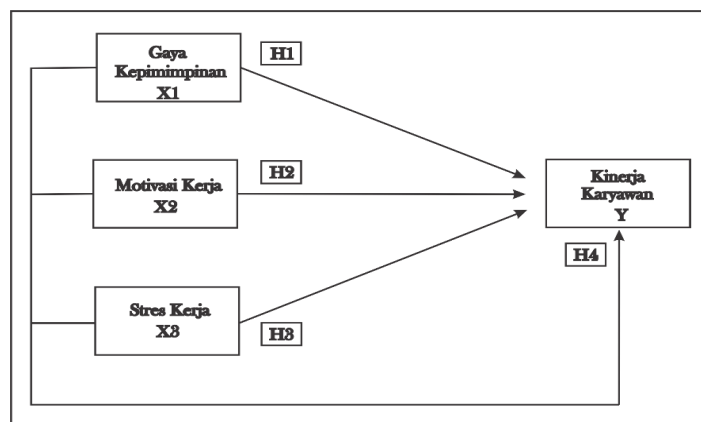 Gaya
Kepimimpinan
X1
H1
Motivasi Kerja
X2
H2
Kinerja
Karyawan
Y
H4
Stres Kerja
X3
H3